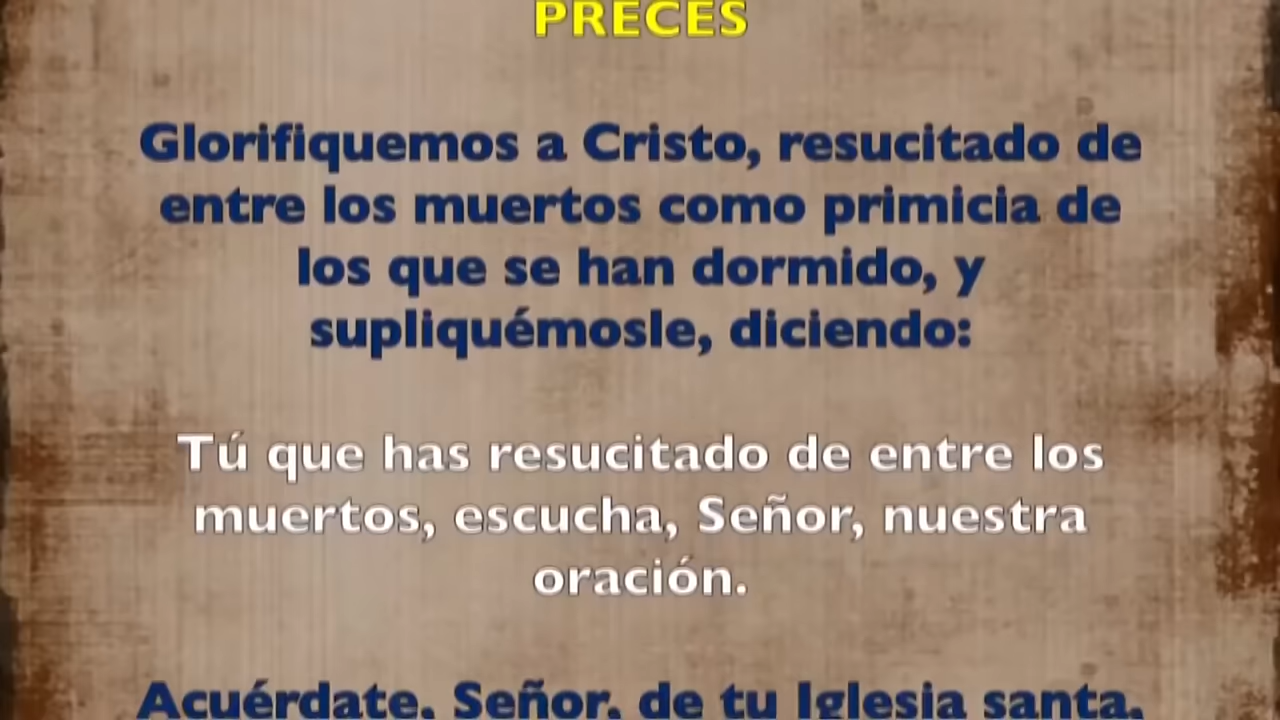 PRECES
Glorifiquemos a Cristo, resucitado de
entre los muertos como primicia de
los que se han dormido, y
supliquémosle, diciendo:
Tú que has resucitado de entre los
muertos, escucha, Señor, nuestra
oración.
Acuérdate, Señor, de tu Iglesia santa,